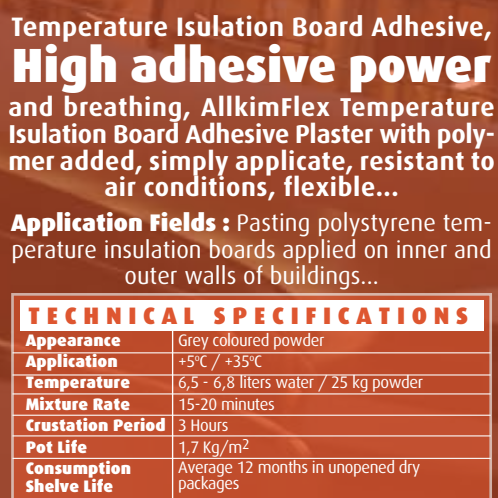 Temperature Isulation Board Adhesive,
High adhesive power
and breathing, AllkimFlex Temperature
Isulation Board Adhesive Plaster with poly-
mer added, simply applicate, resistant to
air conditions, flexible...
Application Fields : Pasting polystyrene tem-
perature insulation boards applied on inner and
outer walls of buildings...
TECHNICAL SPECIFICATIONS
Appearance Grey coloured powder
Application +5ºC / +35ºC
Temperature 6,5 - 6,8 liters water / 25 kg powder
Mixture Rate 15-20 minutes
Crustation Period 3 Hours
Pot Life 1,7 Kg/m2
Consumption Average 12 months in unopened dry
Shelve Life packages